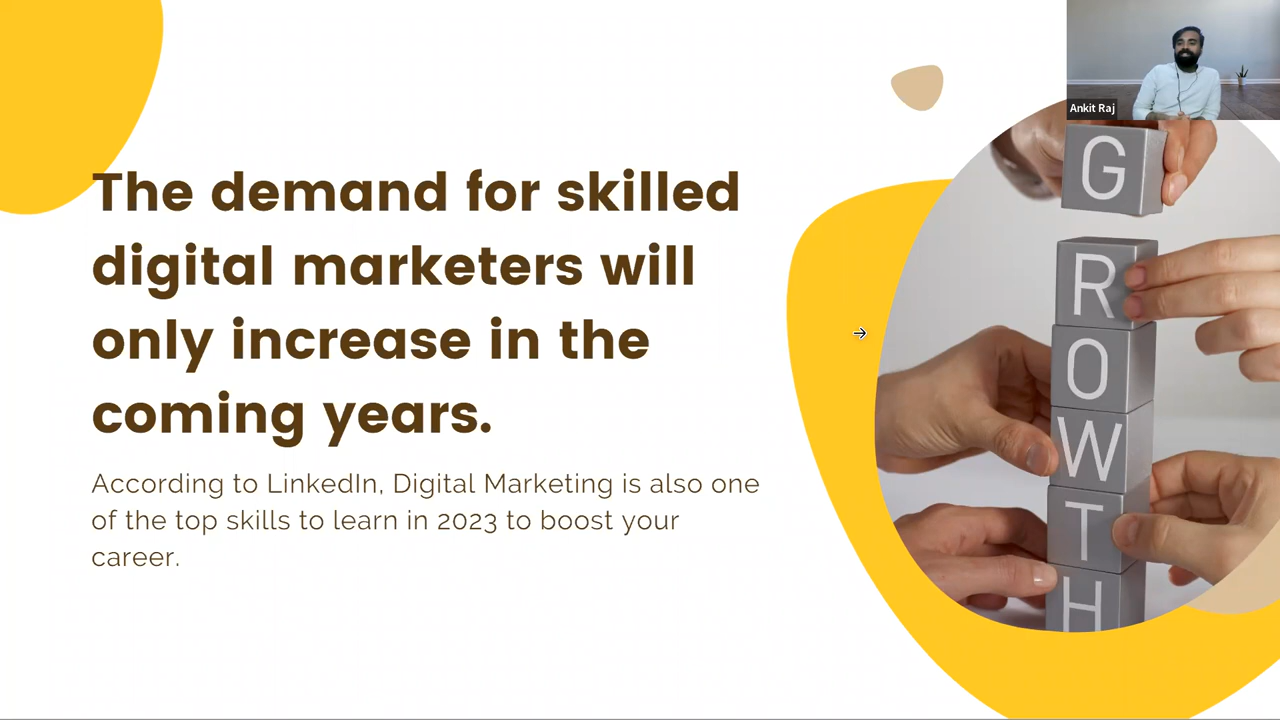 The demand for skilled
digital marketers will
only increase in the
coming years.
According to LinkedIn, Digital Marketing is also one
of the top skills to learn in 2023 to boost your
career.
Ankit Raj
G
R
O
W
T
H